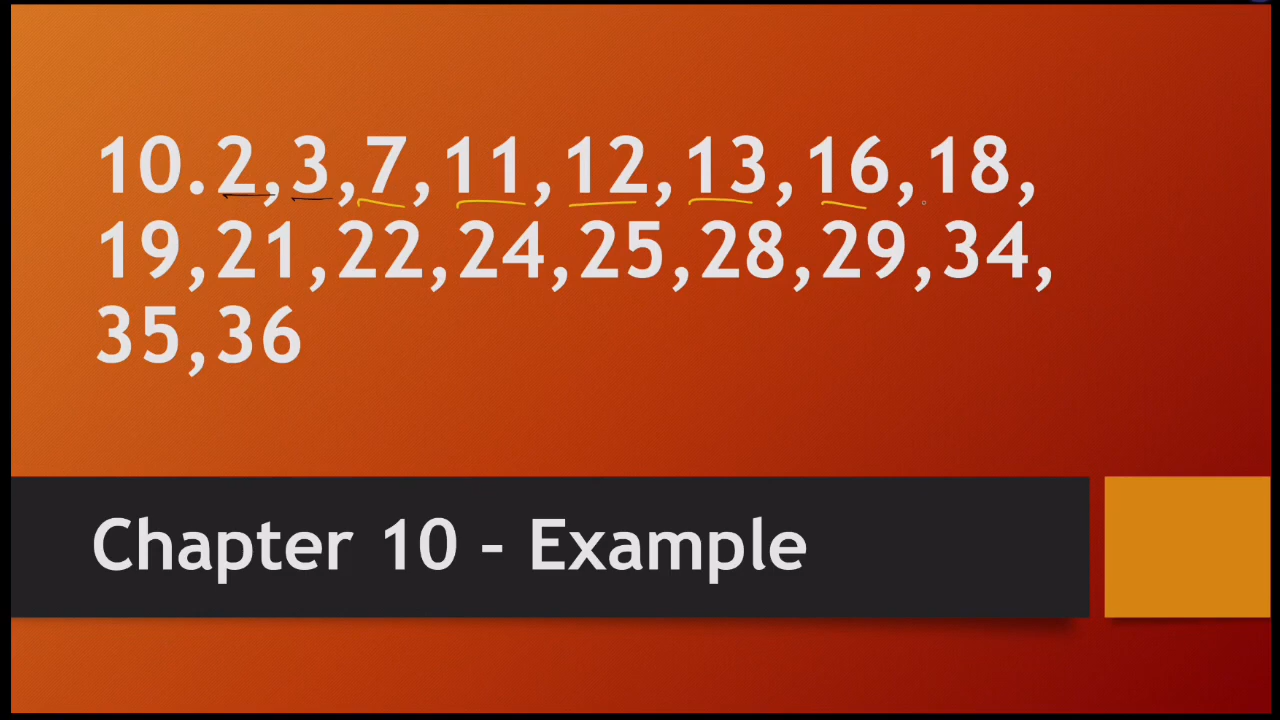 10.2,3,7,11,12,13,16,18,
19,21,22,24,25,28,29,34,
35,36
Chapter 10 - Example